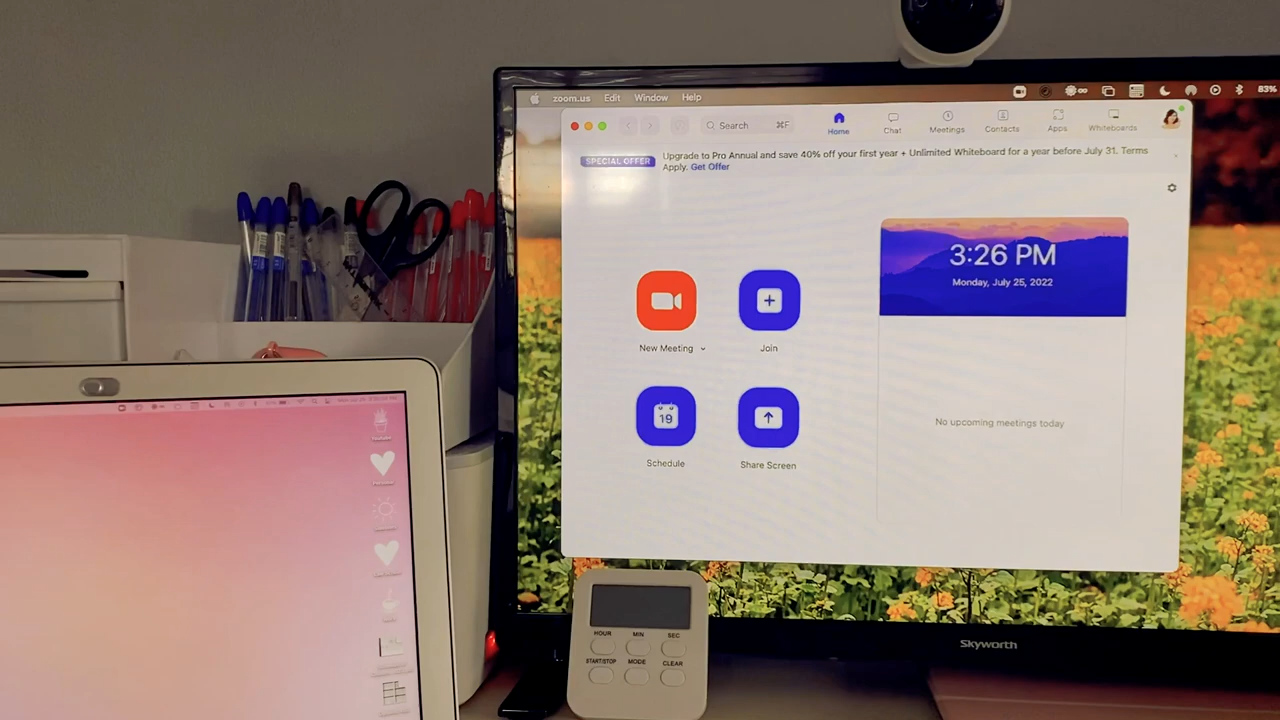 zoom.us Edit Window Help 83%
Search ⌘F
Home Chat Meetings Contacts Apps Whiteboards
SPECIAL OFFER
Upgrade to Pro Annual and save 40% off your first year + Unlimited Whiteboard for a year before July 31. Terms
Apply. Get Offer
3:26 PM
Monday, July 25, 2022
New Meeting
Join
19
Schedule
Share Screen
No upcoming meetings today
Skyworth
HOUR MIN SEC
START/STOP MODE CLEAR